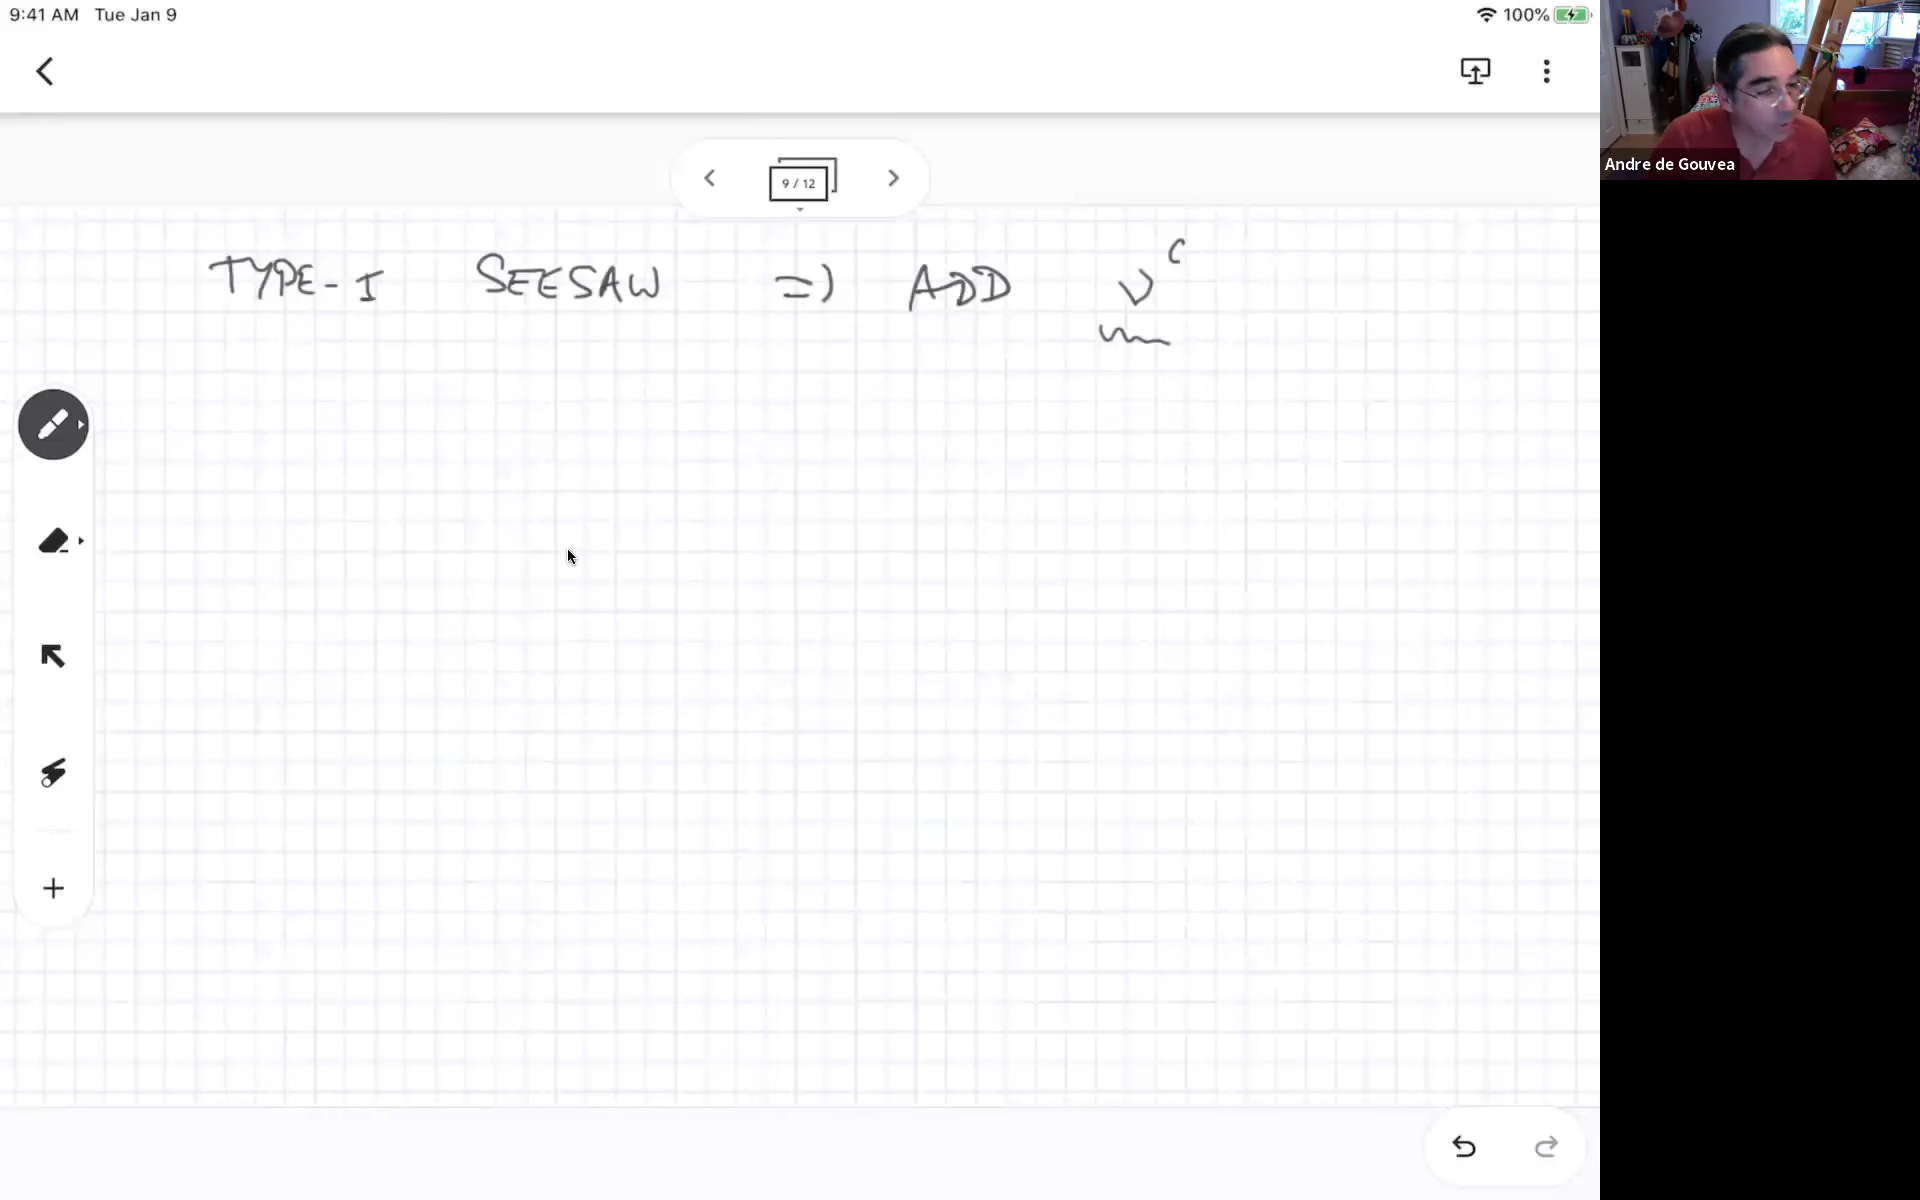 9:41 AM Tue Jan 9
100%
9 / 12
TYPE-I SEESAW => ADD ν^c
Andre de Gouvea